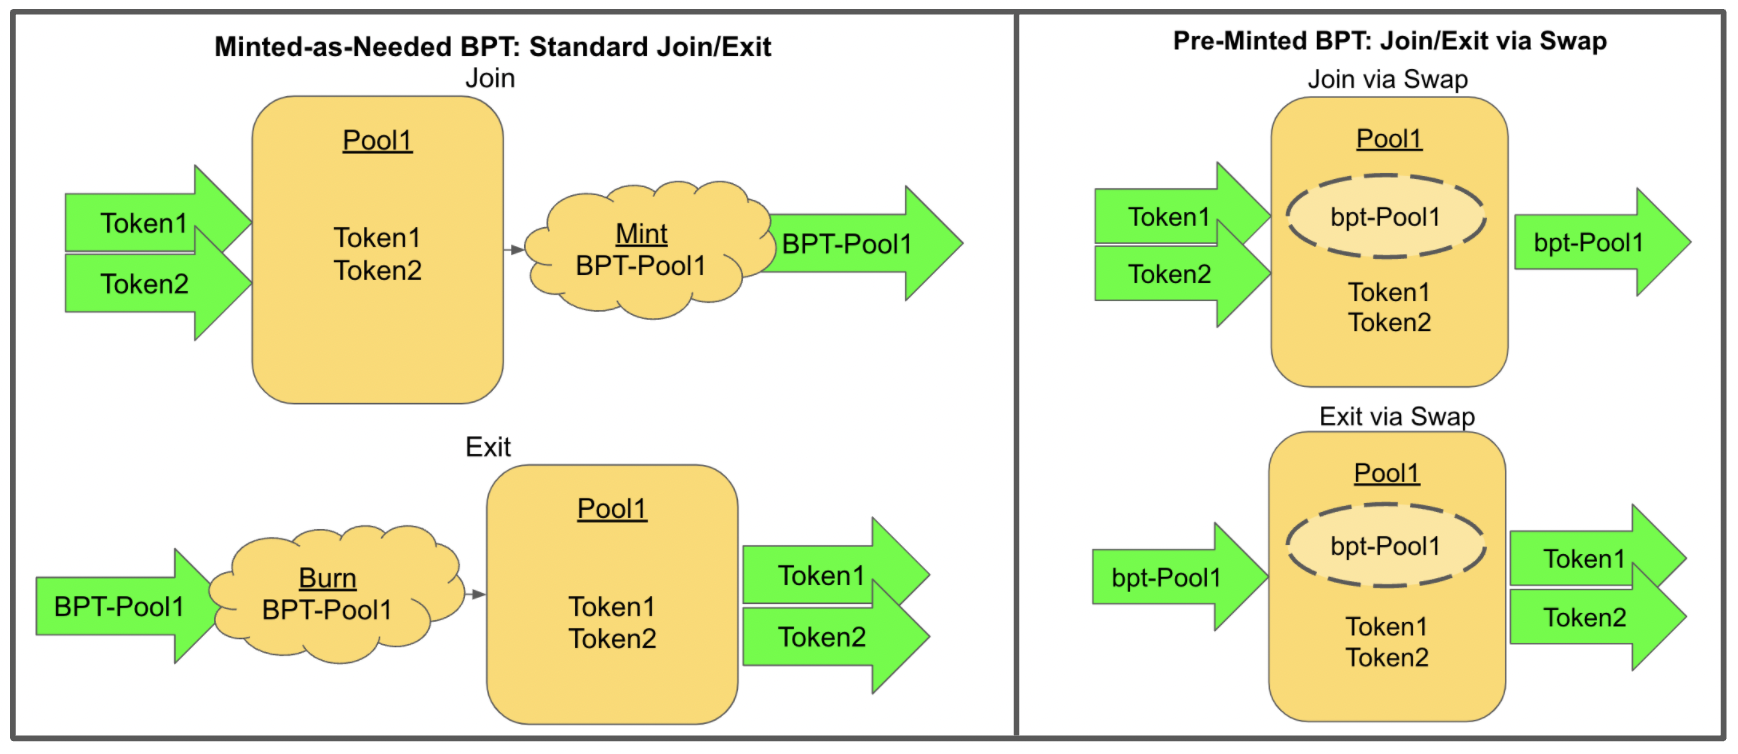 Minted-as-Needed BPT: Standard Join/Exit
Join
Pool1
Token1
Token2
Token1
Token2
Mint
BPT-Pool1
BPT-Pool1
Exit
BPT-Pool1
Burn
BPT-Pool1
Pool1
Token1
Token2
Token1
Token2
Pre-Minted BPT: Join/Exit via Swap
Join via Swap
Token1
Token2
Pool1
bpt-Pool1
Token1
Token2
bpt-Pool1
Exit via Swap
bpt-Pool1
Pool1
bpt-Pool1
Token1
Token2
Token1
Token2